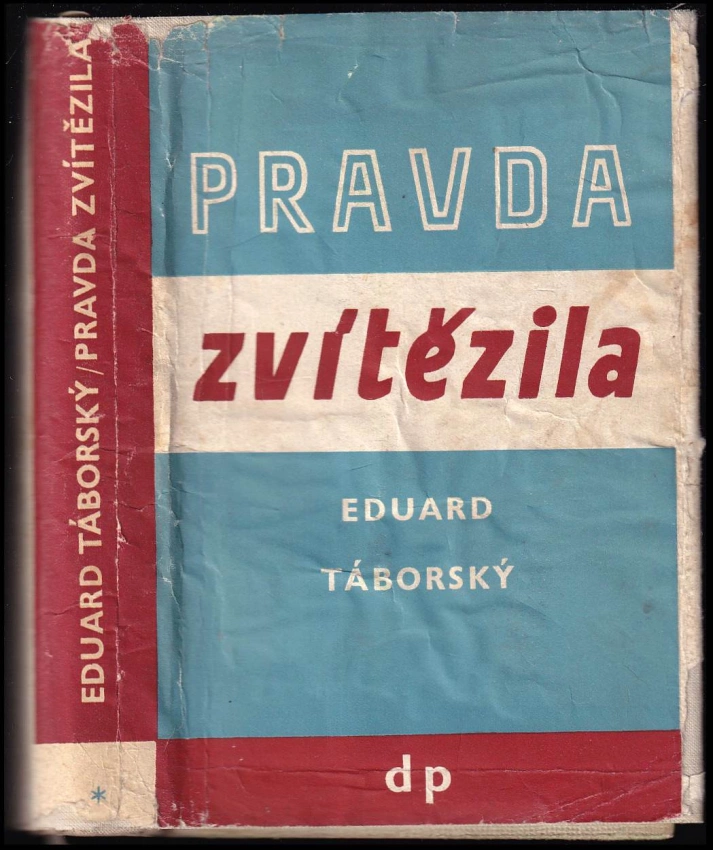 EDUARD TÁBORSKÝ / PRAVDA ZVÍTĚZILA
*
PRAVDA
zvítězila
EDUARD
TÁBORSKÝ
dp